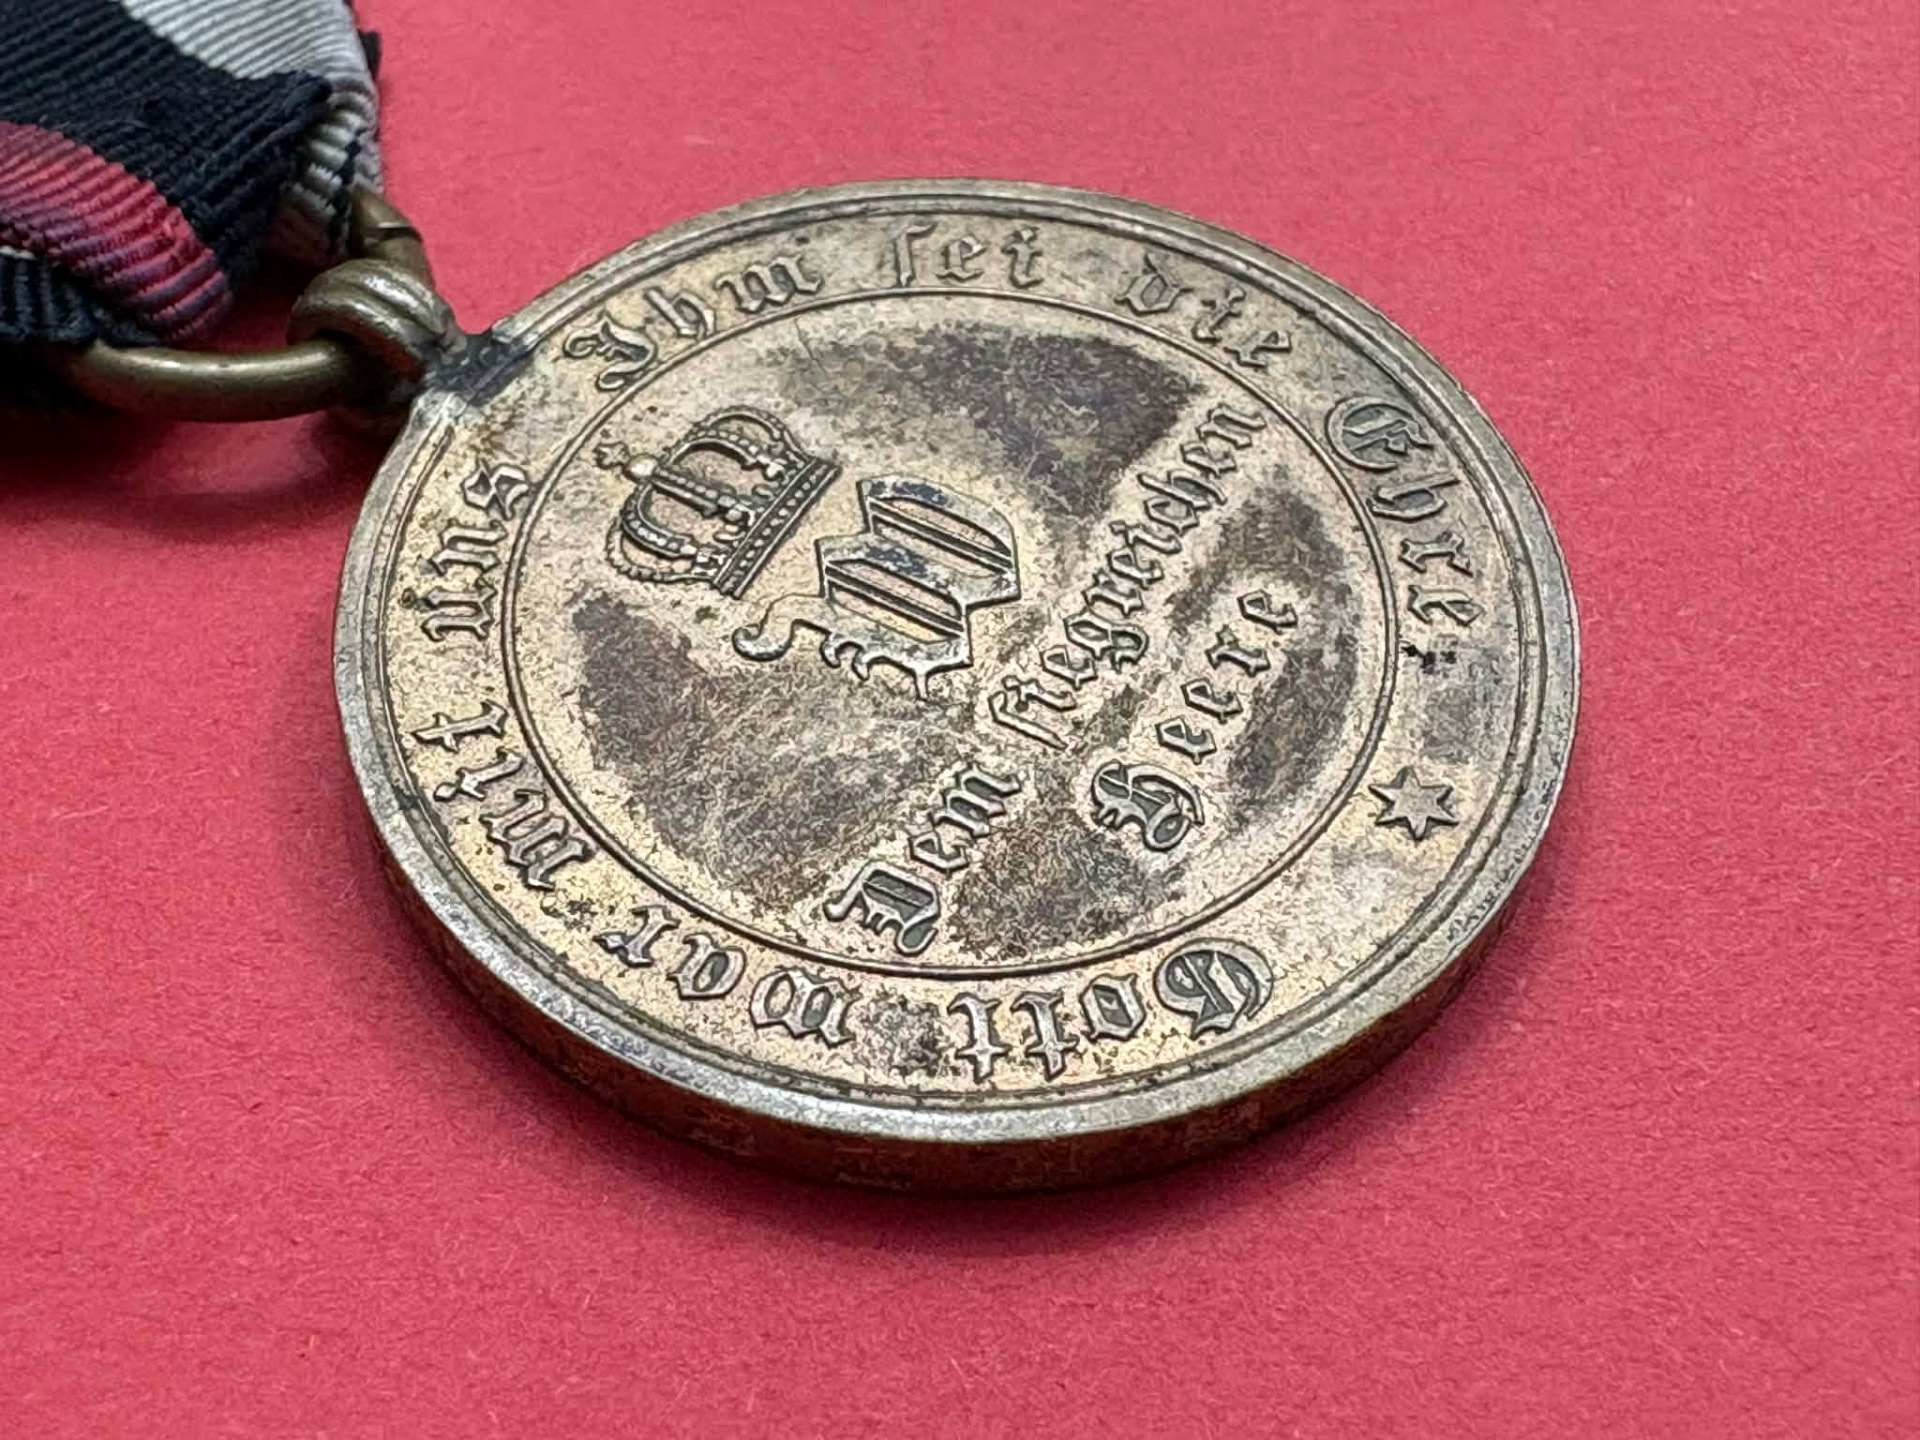 Gott war mit uns Ihm sei die Ehre
W
Dem siegreichen
Heere